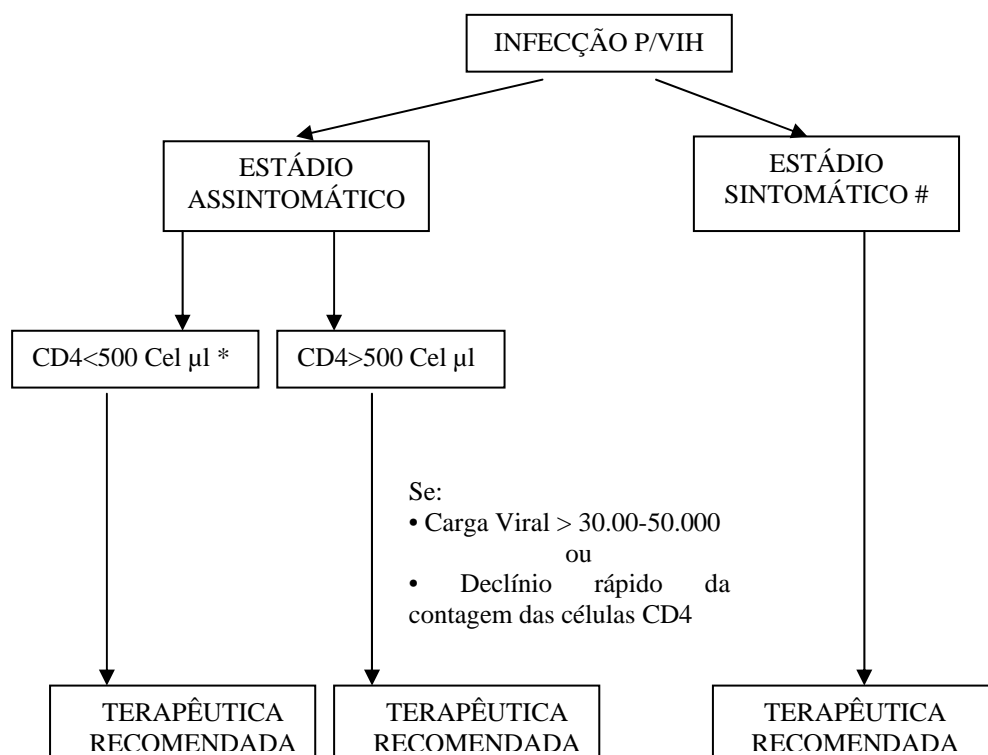 INFECÇÃO P/VIH
ESTÁDIO
ASSINTOMÁTICO
ESTÁDIO
SINTOMÁTICO #
CD4<500 Cel µl *
CD4>500 Cel µl
Se:
• Carga Viral > 30.00-50.000
ou
• Declínio rápido da
contagem das células CD4
TERAPÊUTICA
RECOMENDADA
TERAPÊUTICA
RECOMENDADA
TERAPÊUTICA
RECOMENDADA